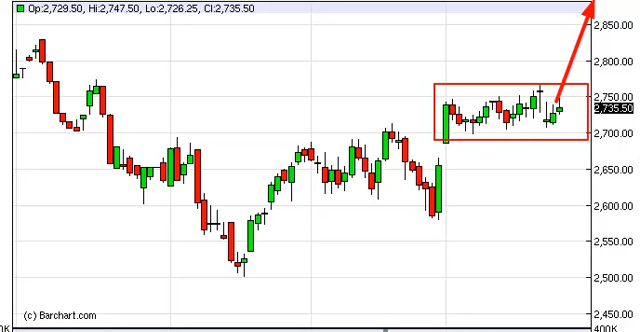 Op:2,729.50, Hi:2,747.50, Lo:2,726.25, Cl:2,735.50
2,850.00
2,800.00
2,750.00
2,735.50
2,700.00
2,650.00
2,600.00
2,550.00
2,500.00
2,450.00
(c) Barchart.com
0K
400K